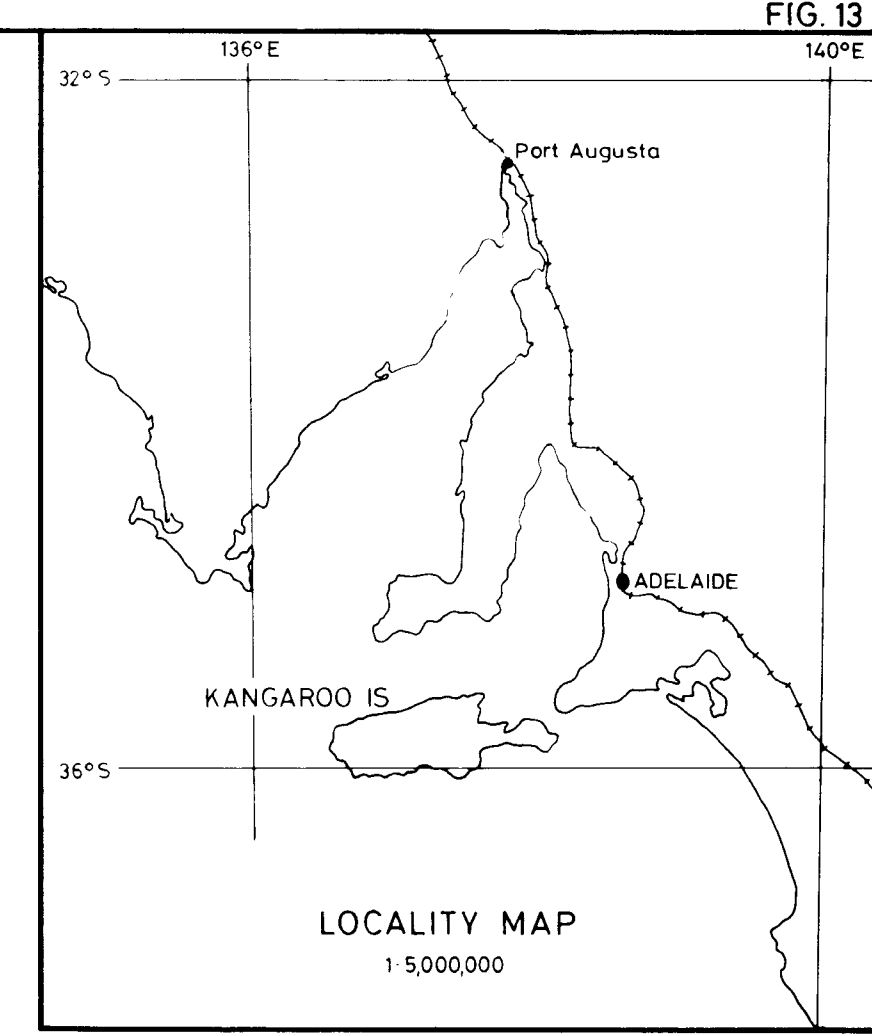 FIG. 13
136°E
140°E
32°S
Port Augusta
ADELAIDE
KANGAROO IS
36°S
LOCALITY MAP
1-5,000,000